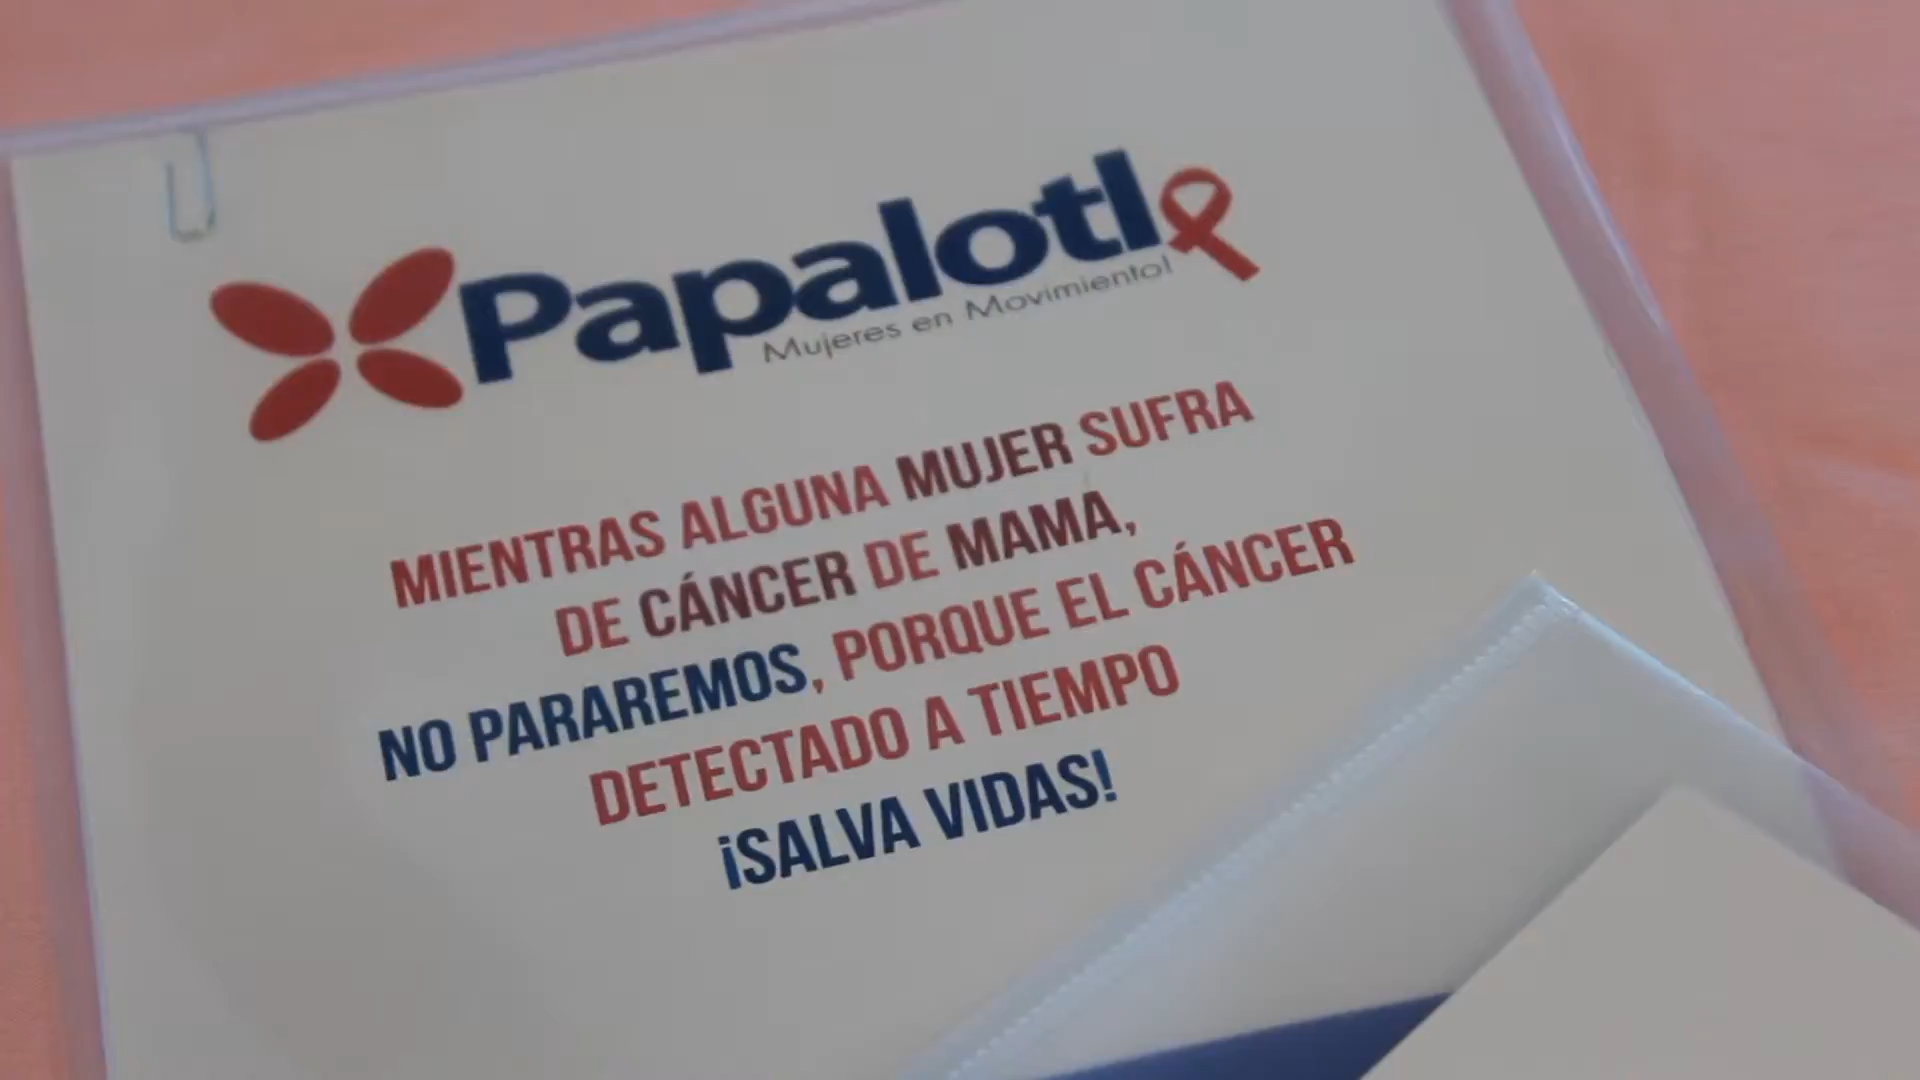 Papalotl
Mujeres en Movimiento!
MIENTRAS ALGUNA MUJER SUFRA
DE CÁNCER DE MAMA,
NO PARAREMOS, PORQUE EL CÁNCER
DETECTADO A TIEMPO
¡SALVA VIDAS!